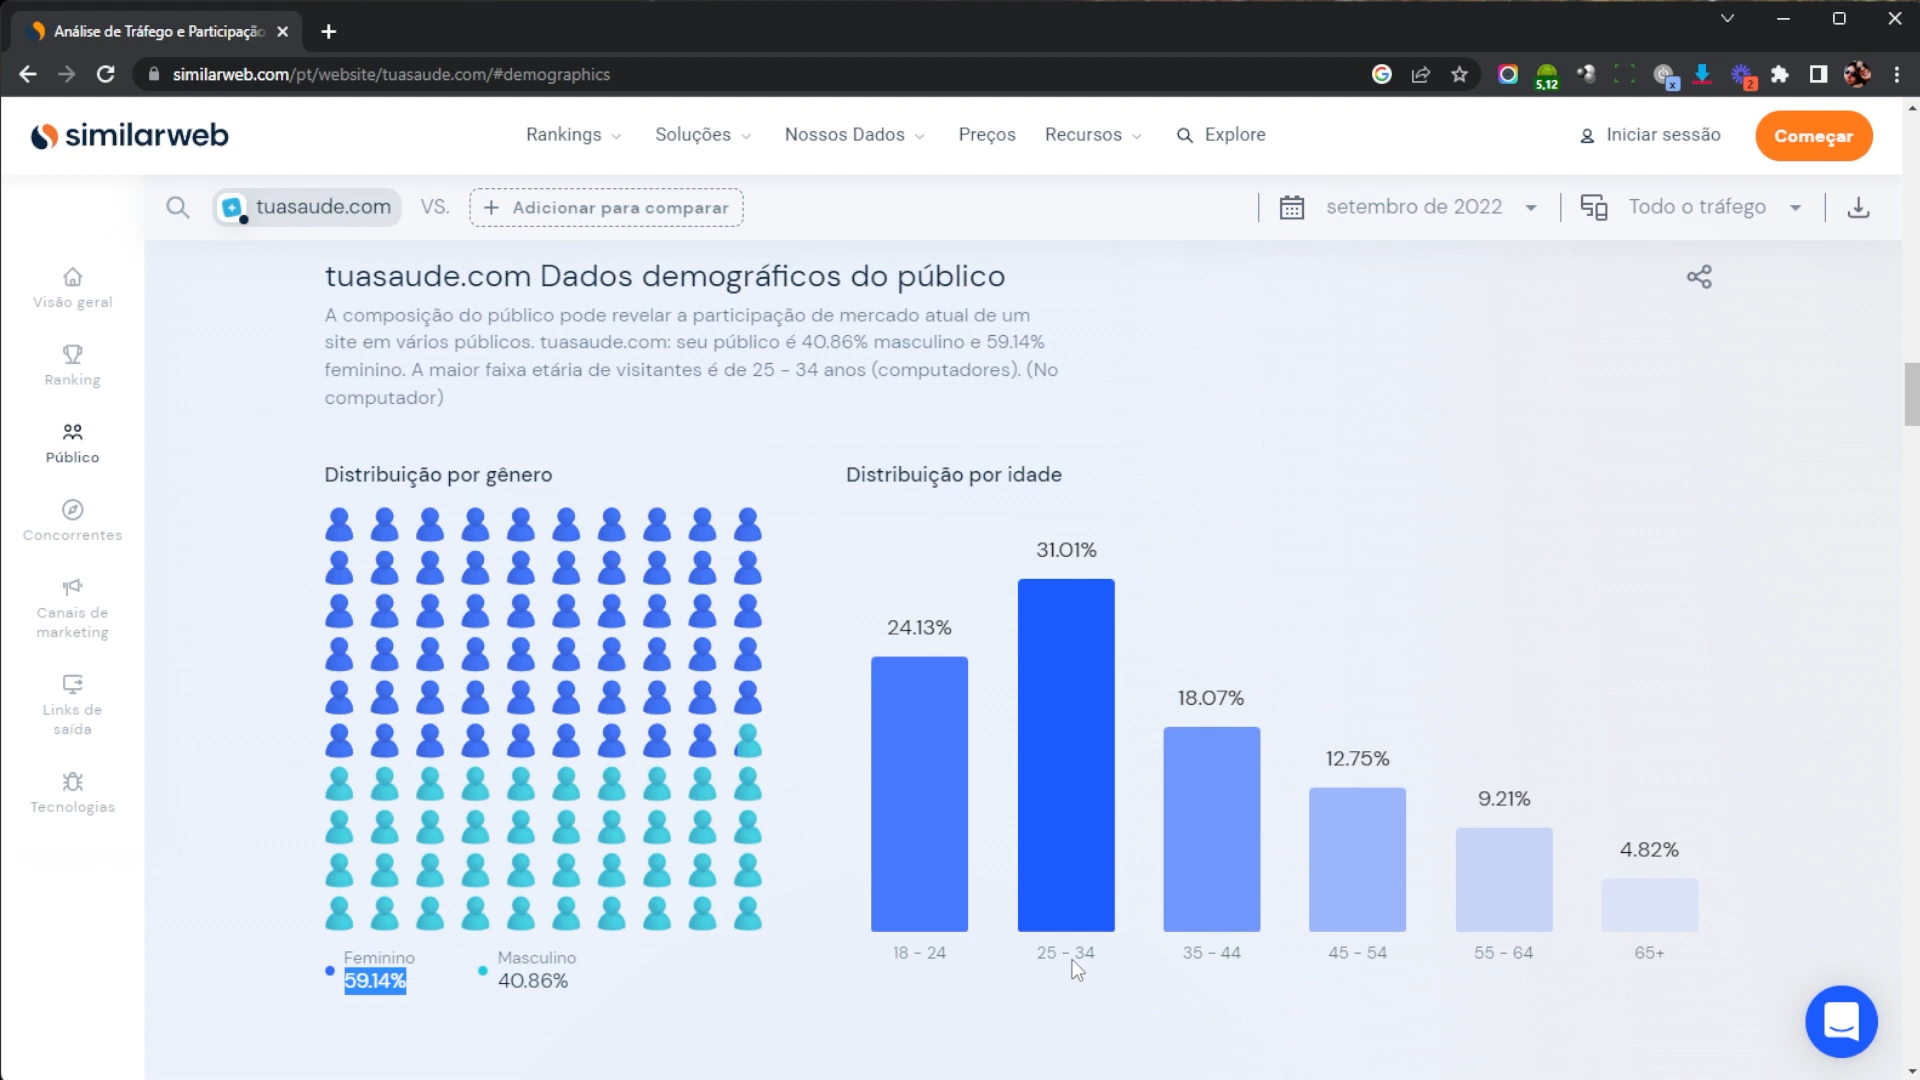 Análise de Tráfego e Participação
similarweb.com/pt/website/tuasaude.com/#demographics
5,12
x
2
similarweb
Rankings
Soluções
Nossos Dados
Preços
Recursos
Explore
Iniciar sessão
Começar
tuasaude.com
VS.
+ Adicionar para comparar
setembro de 2022
Todo o tráfego
Visão geral
Ranking
Público
Concorrentes
Canais de
marketing
Links de
saída
Tecnologias
tuasaude.com Dados demográficos do público
A composição do público pode revelar a participação de mercado atual de um
site em vários públicos. tuasaude.com: seu público é 40.86% masculino e 59.14%
feminino. A maior faixa etária de visitantes é de 25 - 34 anos (computadores). (No
computador)
Distribuição por gênero
Feminino
59.14%
Masculino
40.86%
Distribuição por idade
24.13%
31.01%
18.07%
12.75%
9.21%
4.82%
18 - 24
25 - 34
35 - 44
45 - 54
55 - 64
65+